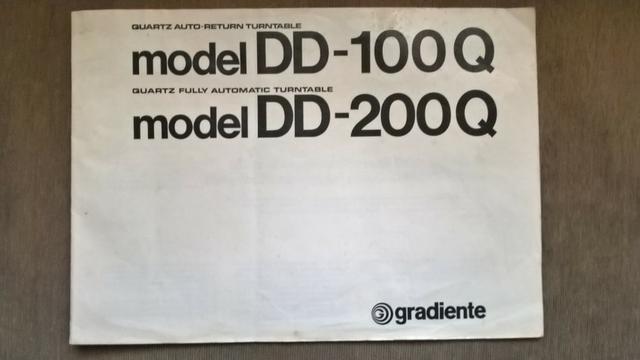 QUARTZ AUTO-RETURN TURNTABLE
model DD-100Q
QUARTZ FULLY AUTOMATIC TURNTABLE
model DD-200Q
G gradiente